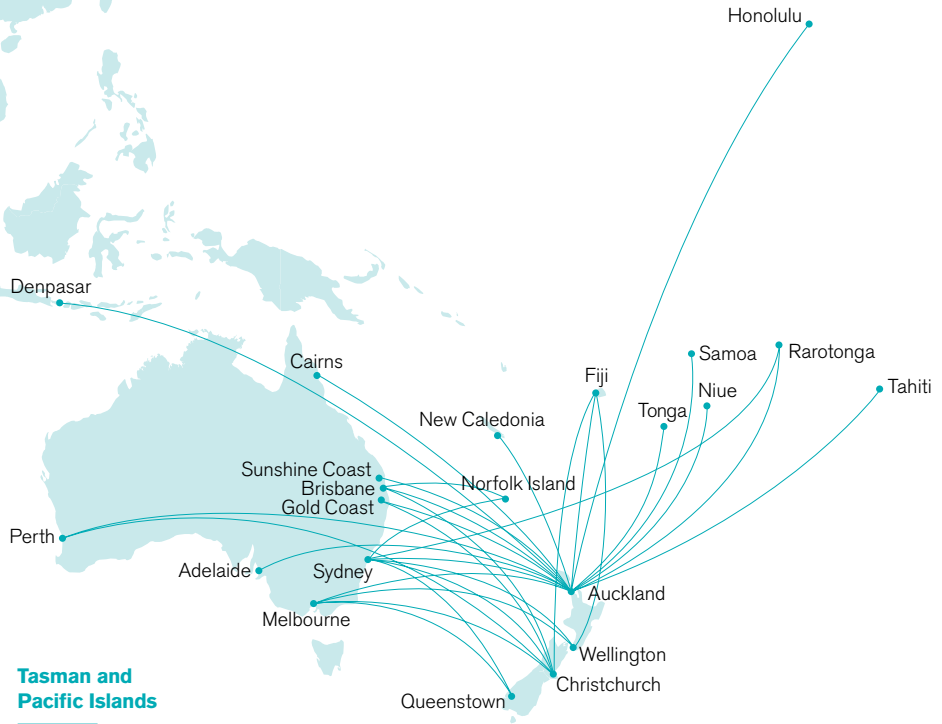 Honolulu
Denpasar
Samoa
Rarotonga
Cairns
Fiji
Tahiti
Niue
Tonga
New Caledonia
Sunshine Coast
Norfolk Island
Brisbane
Gold Coast
Perth
Adelaide
Sydney
Auckland
Melbourne
Wellington
Tasman and
Pacific Islands
Christchurch
Queenstown